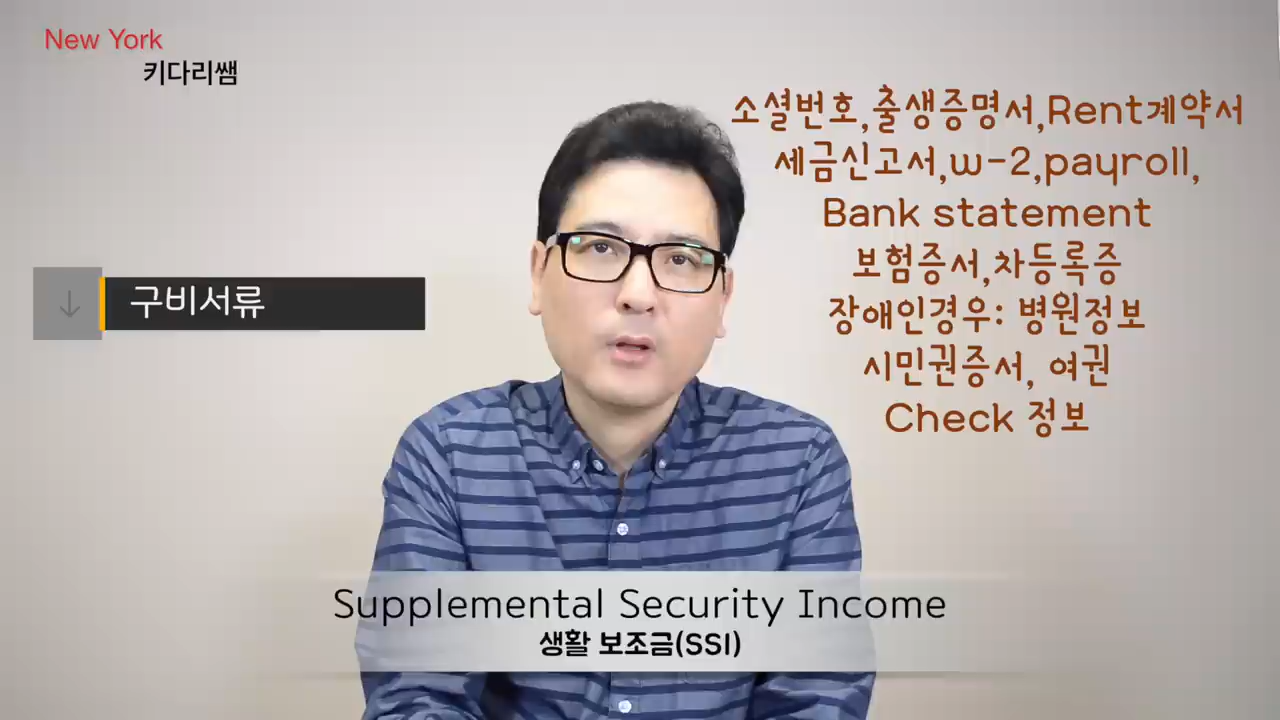 New York
키다리쌤
소셜번호,출생증명서,Rent계약서
세금신고서,w-2,payroll,
Bank statement
보험증서,차등록증
장애인경우: 병원정보
시민권증서, 여권
Check 정보
구비서류
Supplemental Security Income
생활 보조금(SSI)